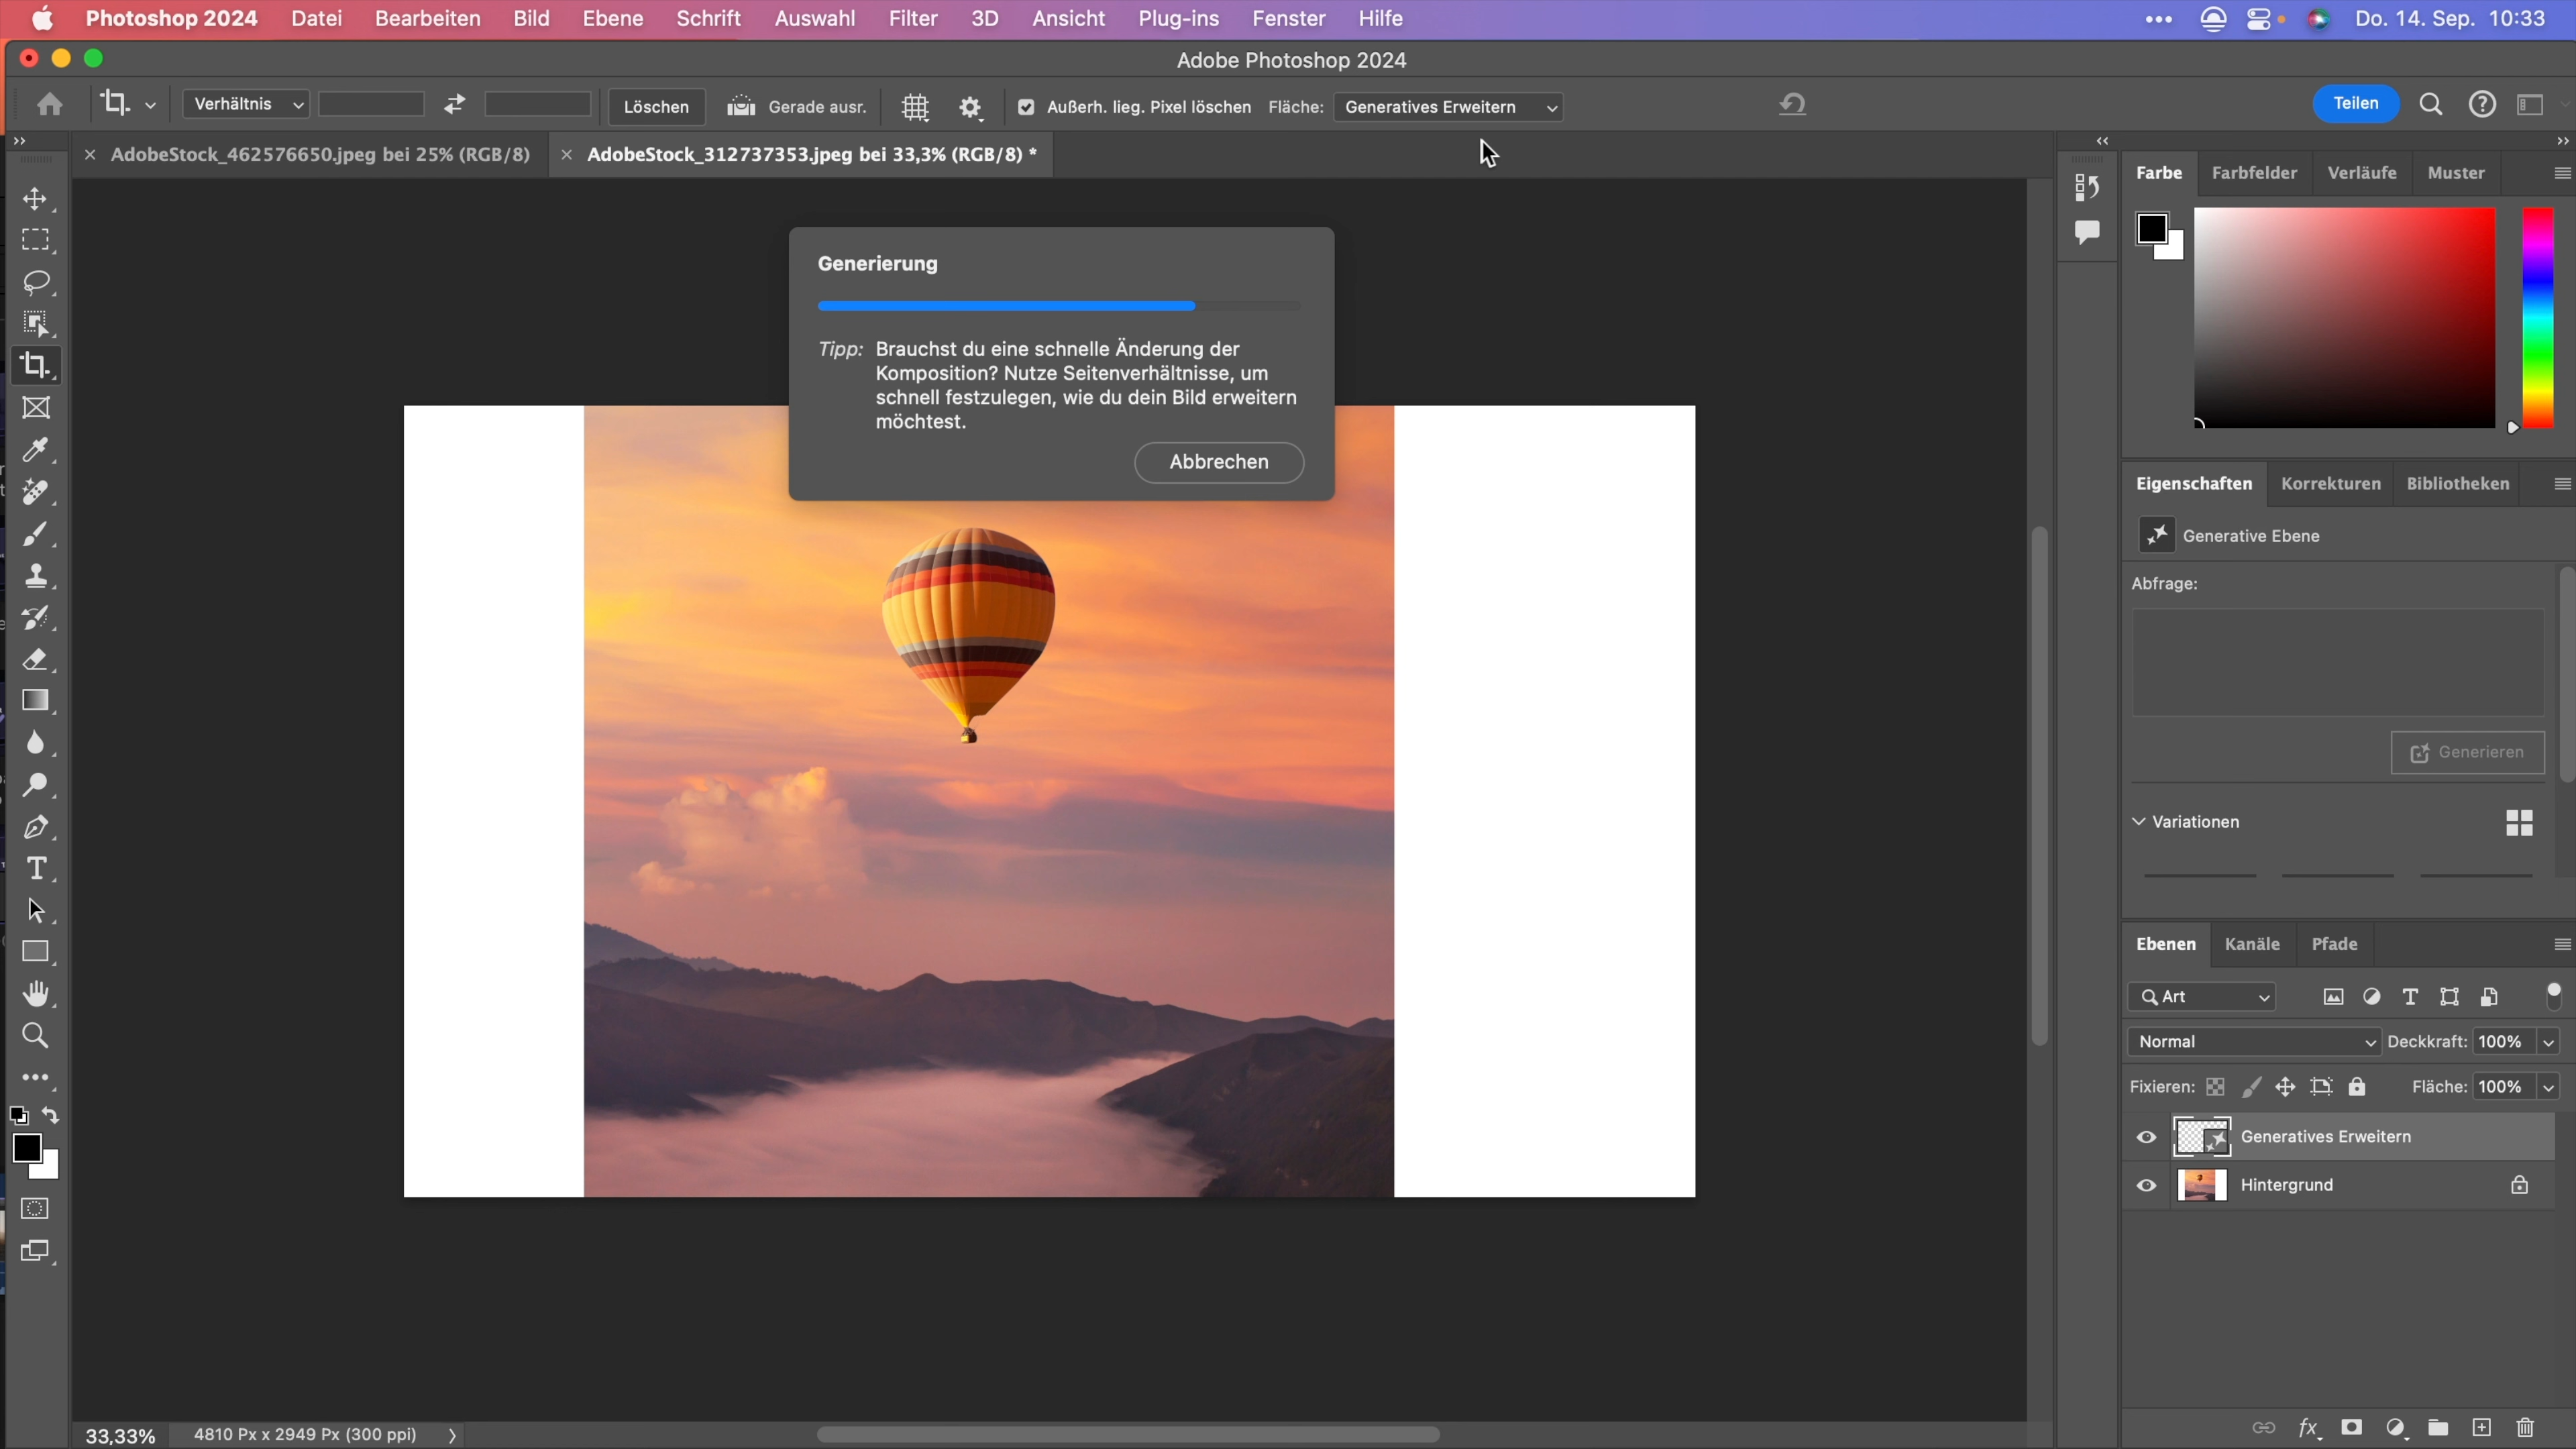 Photoshop 2024 Datei Bearbeiten Bild Ebene Schrift Auswahl Filter 3D Ansicht Plug-ins Fenster Hilfe Do. 14. Sep. 10:33
Adobe Photoshop 2024
Verhältnis Löschen Gerade ausr. Außerh. lieg. Pixel löschen Fläche: Generatives Erweitern Teilen
AdobeStock_462576650.jpeg bei 25% (RGB/8) AdobeStock_312737353.jpeg bei 33,3% (RGB/8) *
Farbe Farbfelder Verläufe Muster
Generierung
Tipp: Brauchst du eine schnelle Änderung der
Komposition? Nutze Seitenverhältnisse, um
schnell festzulegen, wie du dein Bild erweitern
möchtest.
Abbrechen
Eigenschaften Korrekturen Bibliotheken
Generative Ebene
Abfrage:
Generieren
Variationen
Ebenen Kanäle Pfade
Art
Normal Deckkraft: 100%
Fixieren: Fläche: 100%
Generatives Erweitern
Hintergrund
33,33% 4810 Px x 2949 Px (300 ppi)
fx